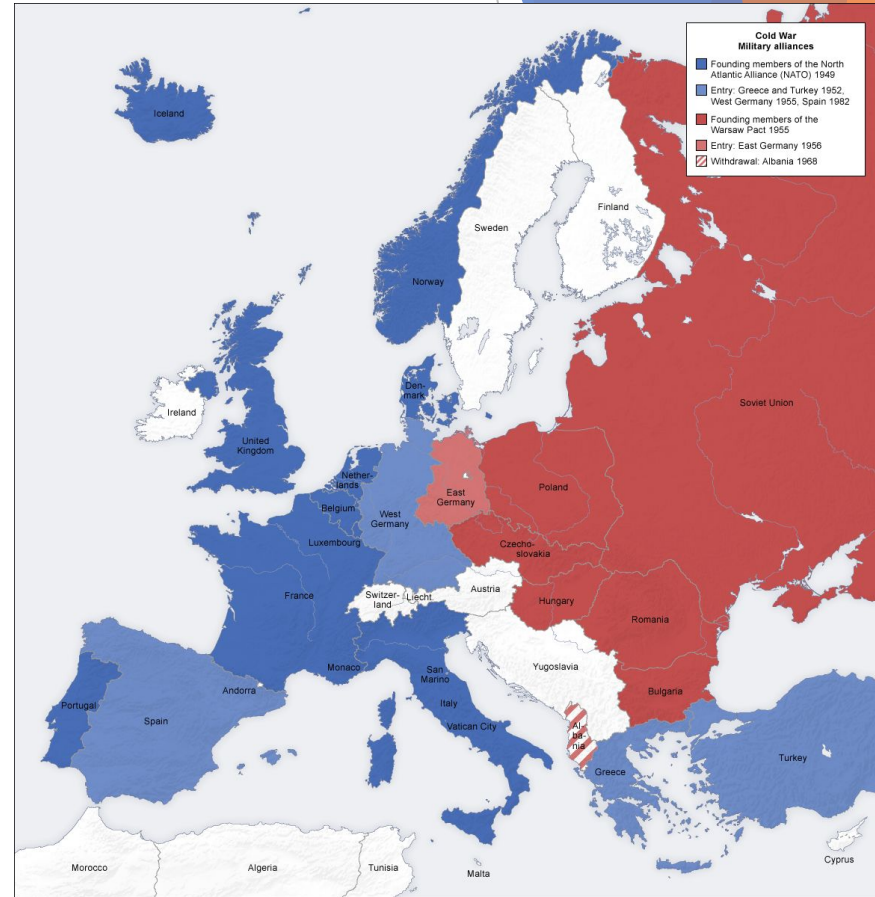 Cold War
Military alliances
Founding members of the North
Atlantic Alliance (NATO) 1949
Entry: Greece and Turkey 1952,
West Germany 1955, Spain 1982
Founding members of the
Warsaw Pact 1955
Entry: East Germany 1956
Withdrawal: Albania 1968
Iceland
Sweden
Finland
Norway
Den-
mark
Ireland
United
Kingdom
Soviet Union
Nether-
lands
Belgium
West
Germany
East
Germany
Poland
Luxembourg
Czecho-
slovakia
France
Switzer-
land
Liecht
Austria
Hungary
Romania
Monaco
San
Marino
Yugoslavia
Andorra
Bulgaria
Portugal
Spain
Italy
Vatican City
Al-
ba-
nia
Greece
Turkey
Morocco
Algeria
Tunisia
Malta
Cyprus